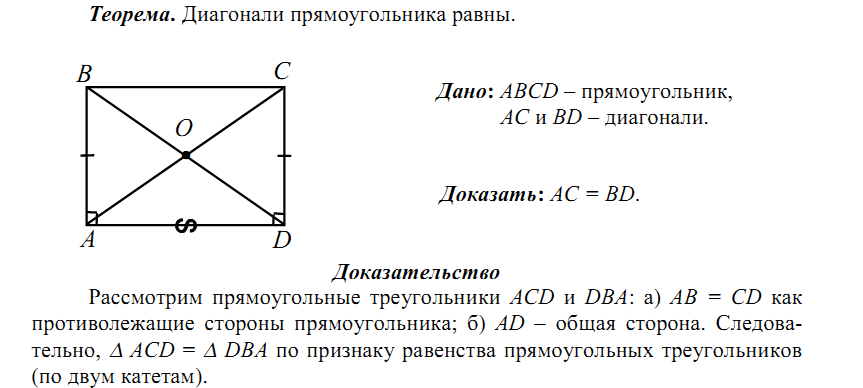 Теорема. Диагонали прямоугольника равны.
B C
O
A D
Дано: ABCD – прямоугольник,
AC и BD – диагонали.
Доказать: AC = BD.
Доказательство
Рассмотрим прямоугольные треугольники ACD и DBA: а) AB = CD как
противолежащие стороны прямоугольника; б) AD – общая сторона. Следова-
тельно, Δ ACD = Δ DBA по признаку равенства прямоугольных треугольников
(по двум катетам).